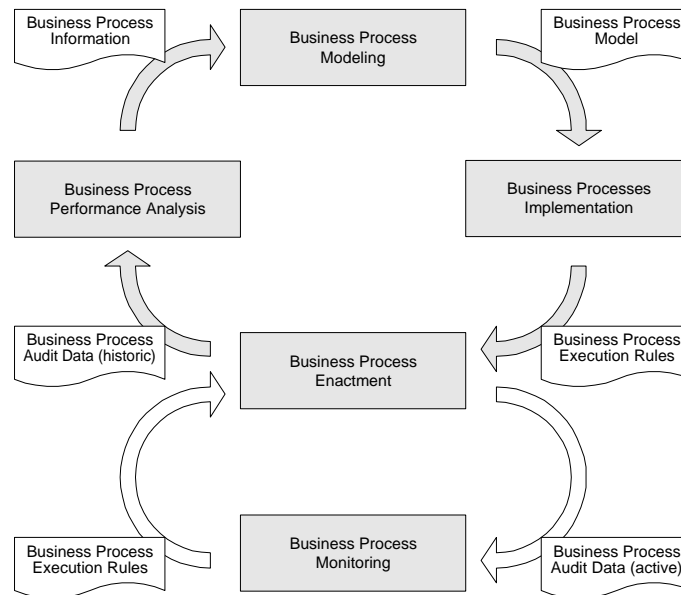 Business Process
Information
Business Process
Modeling
Business Process
Model
Business Process
Performance Analysis
Business Processes
Implementation
Business Process
Audit Data (historic)
Business Process
Enactment
Business Process
Execution Rules
Business Process
Execution Rules
Business Process
Monitoring
Business Process
Audit Data (active)